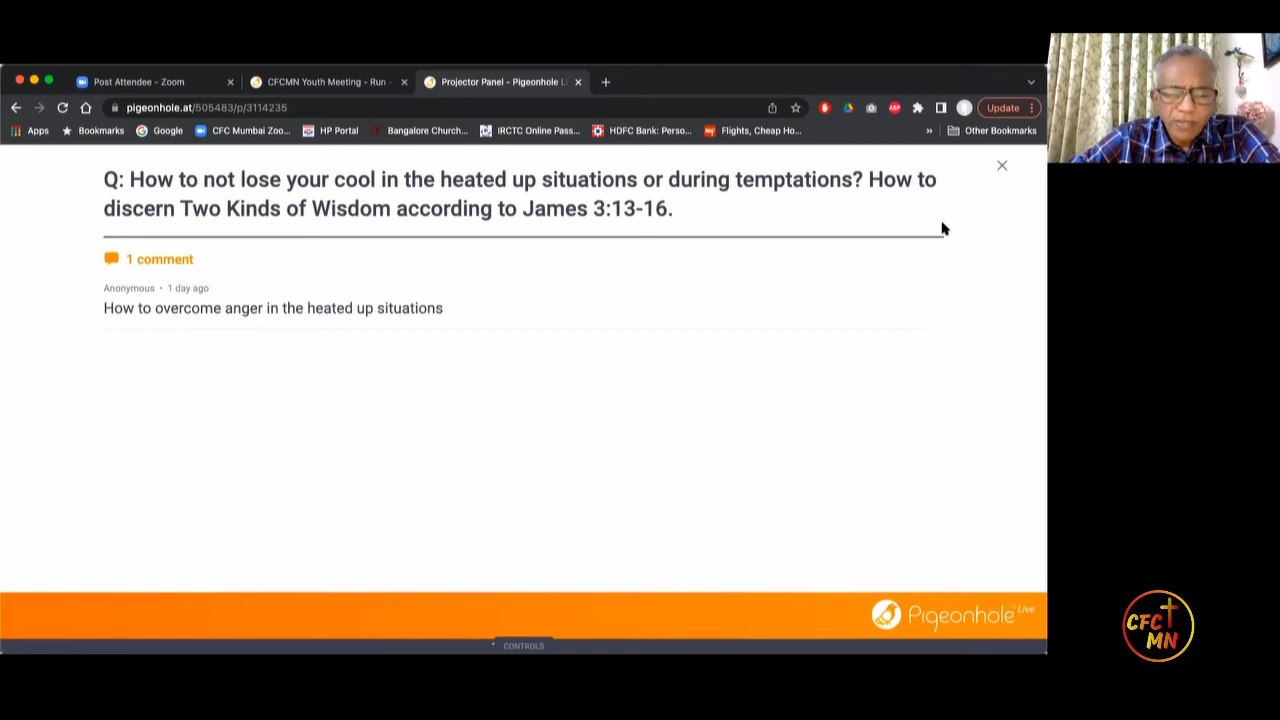 Post Attendee - Zoom
CFCMN Youth Meeting - Run
Projector Panel - Pigeonhole Li
pigeonhole.at/505483/p/3114235
Update
Apps
Bookmarks
Google
CFC Mumbai Zoo...
HP Portal
Bangalore Church...
IRCTC Online Pass...
HDFC Bank: Perso...
Flights, Cheap Ho...
»
Other Bookmarks
Q: How to not lose your cool in the heated up situations or during temptations? How to
discern Two Kinds of Wisdom according to James 3:13-16.
1 comment
Anonymous • 1 day ago
How to overcome anger in the heated up situations
Pigeonhole Live
CONTROLS
CFC
MN